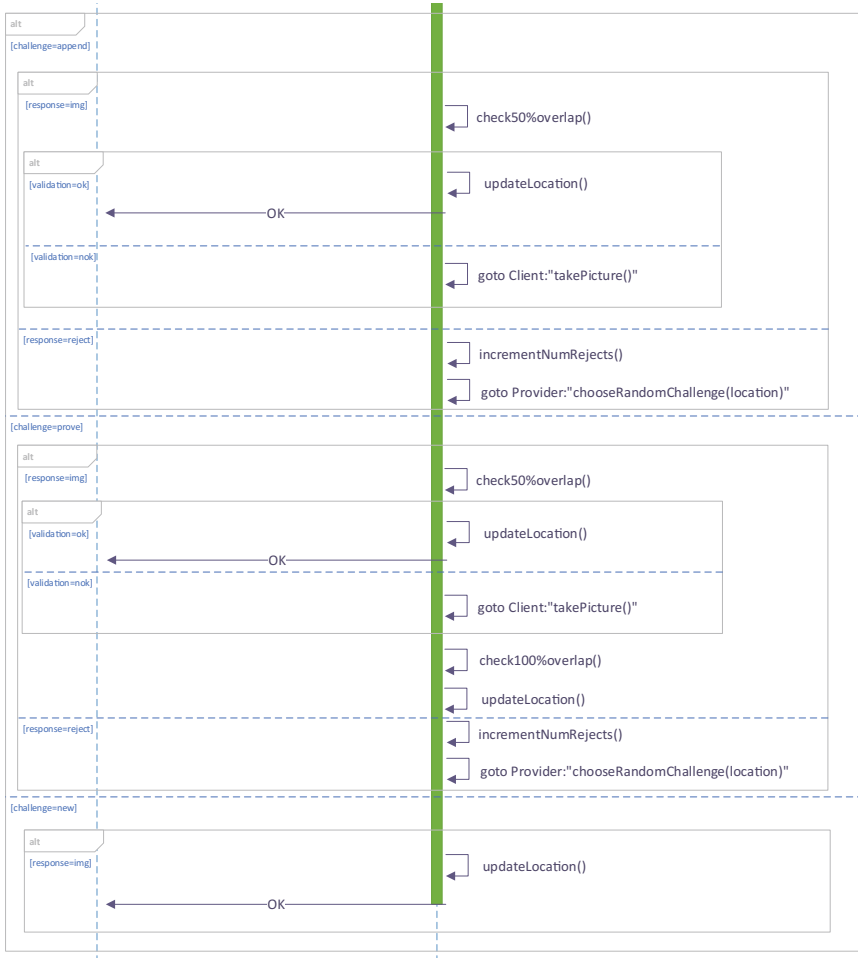 alt
[challenge=append]
alt
[response=img]
check50%overlap()
alt
[validation=ok]
updateLocation()
OK
[validation=nok]
goto Client:"takePicture()"
[response=reject]
incrementNumRejects()
goto Provider:"chooseRandomChallenge(location)"
[challenge=prove]
alt
[response=img]
check50%overlap()
alt
[validation=ok]
updateLocation()
OK
[validation=nok]
goto Client:"takePicture()"
check100%overlap()
updateLocation()
[response=reject]
incrementNumRejects()
goto Provider:"chooseRandomChallenge(location)"
[challenge=new]
alt
[response=img]
updateLocation()
OK